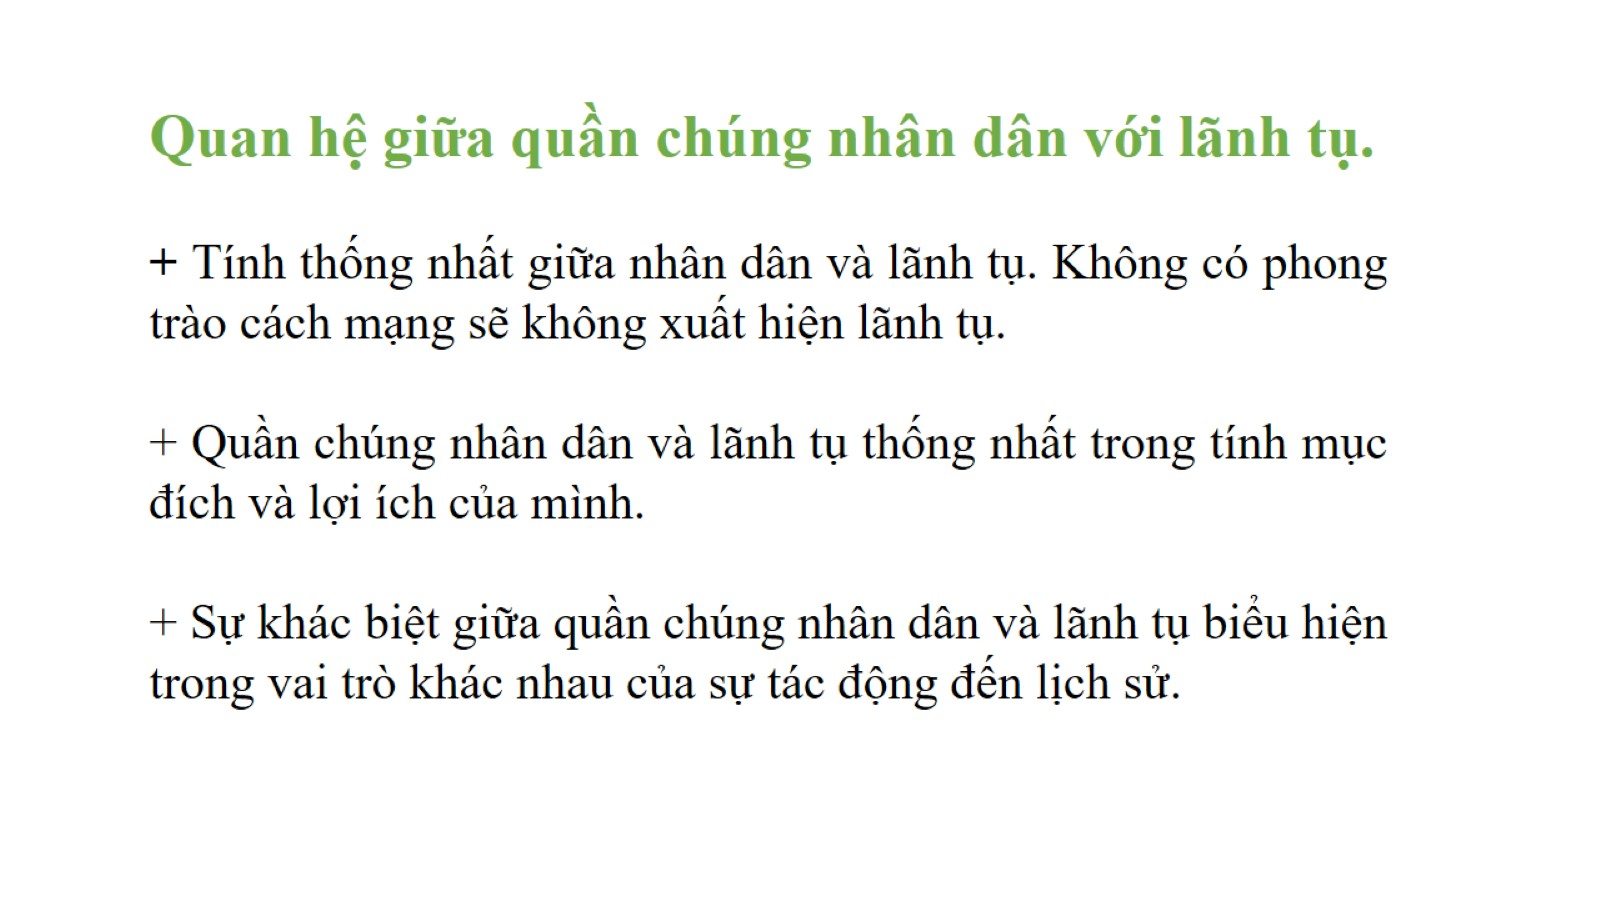 Quan hệ giữa quần chúng nhân dân với lãnh tụ.
+ Tính thống nhất giữa nhân dân và lãnh tụ. Không có phong
trào cách mạng sẽ không xuất hiện lãnh tụ.
+ Quần chúng nhân dân và lãnh tụ thống nhất trong tính mục
đích và lợi ích của mình.
+ Sự khác biệt giữa quần chúng nhân dân và lãnh tụ biểu hiện
trong vai trò khác nhau của sự tác động đến lịch sử.